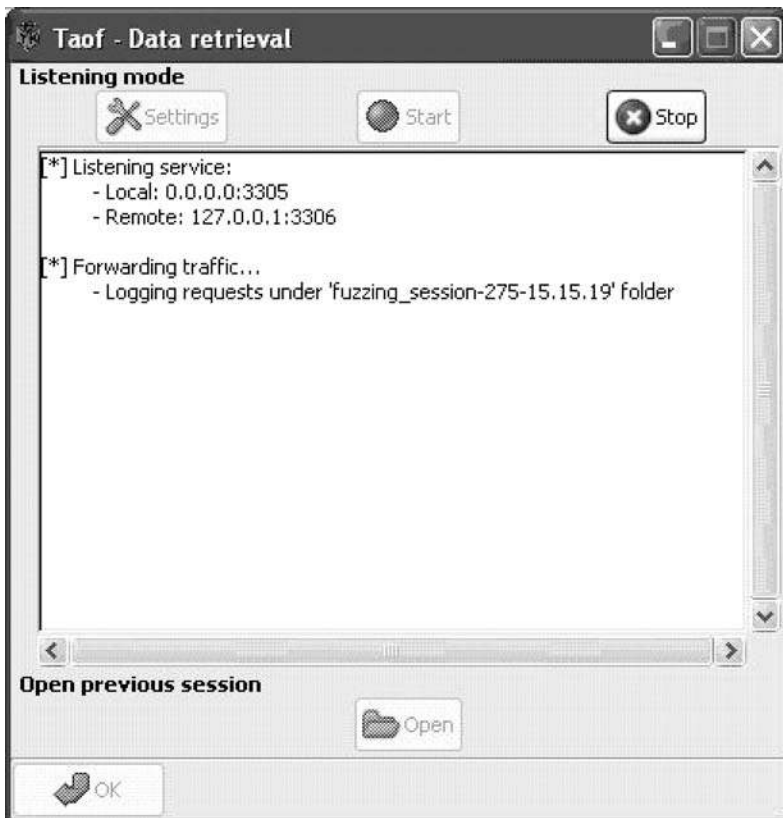 Taof - Data retrieval
Listening mode
Settings Start Stop
[*] Listening service:
- Local: 0.0.0.0:3305
- Remote: 127.0.0.1:3306
[*] Forwarding traffic...
- Logging requests under 'fuzzing_session-275-15.15.19' folder
Open previous session
Open
OK